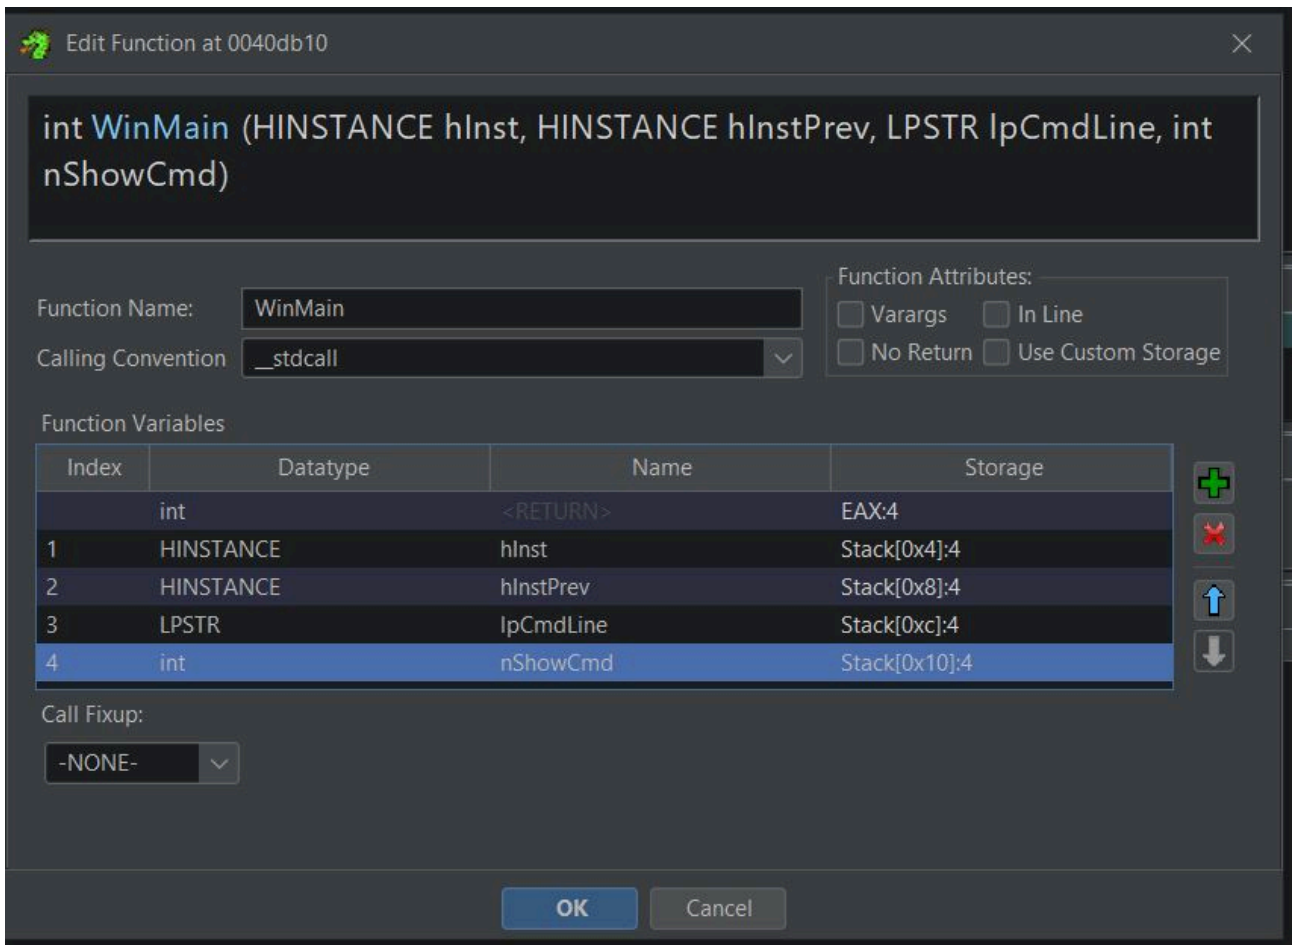 Edit Function at 0040db10
int WinMain (HINSTANCE hInst, HINSTANCE hInstPrev, LPSTR lpCmdLine, int
nShowCmd)
Function Attributes:
Function Name: WinMain
Varargs In Line
Calling Convention __stdcall
No Return Use Custom Storage
Function Variables
Index Datatype Name Storage
int <RETURN> EAX:4
1 HINSTANCE hInst Stack[0x4]:4
2 HINSTANCE hInstPrev Stack[0x8]:4
3 LPSTR lpCmdLine Stack[0xc]:4
4 int nShowCmd Stack[0x10]:4
Call Fixup:
-NONE-
OK Cancel